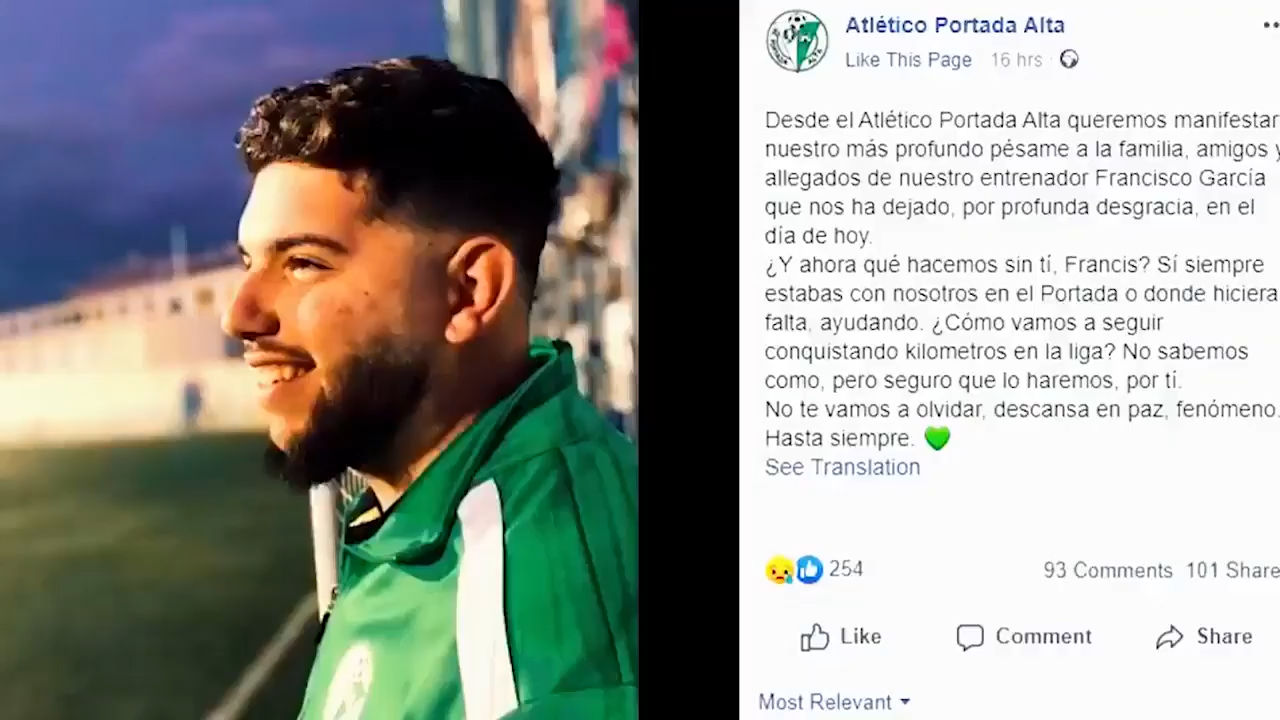 Atlético Portada Alta
Like This Page 16 hrs
Desde el Atlético Portada Alta queremos manifestar
nuestro más profundo pésame a la familia, amigos y
allegados de nuestro entrenador Francisco García
que nos ha dejado, por profunda desgracia, en el
día de hoy.
¿Y ahora qué hacemos sin tí, Francis? Sí siempre
estabas con nosotros en el Portada o donde hiciera
falta, ayudando. ¿Cómo vamos a seguir
conquistando kilometros en la liga? No sabemos
como, pero seguro que lo haremos, por tí.
No te vamos a olvidar, descansa en paz, fenómeno.
Hasta siempre. 💚
See Translation
254 93 Comments 101 Share
Like Comment Share
Most Relevant